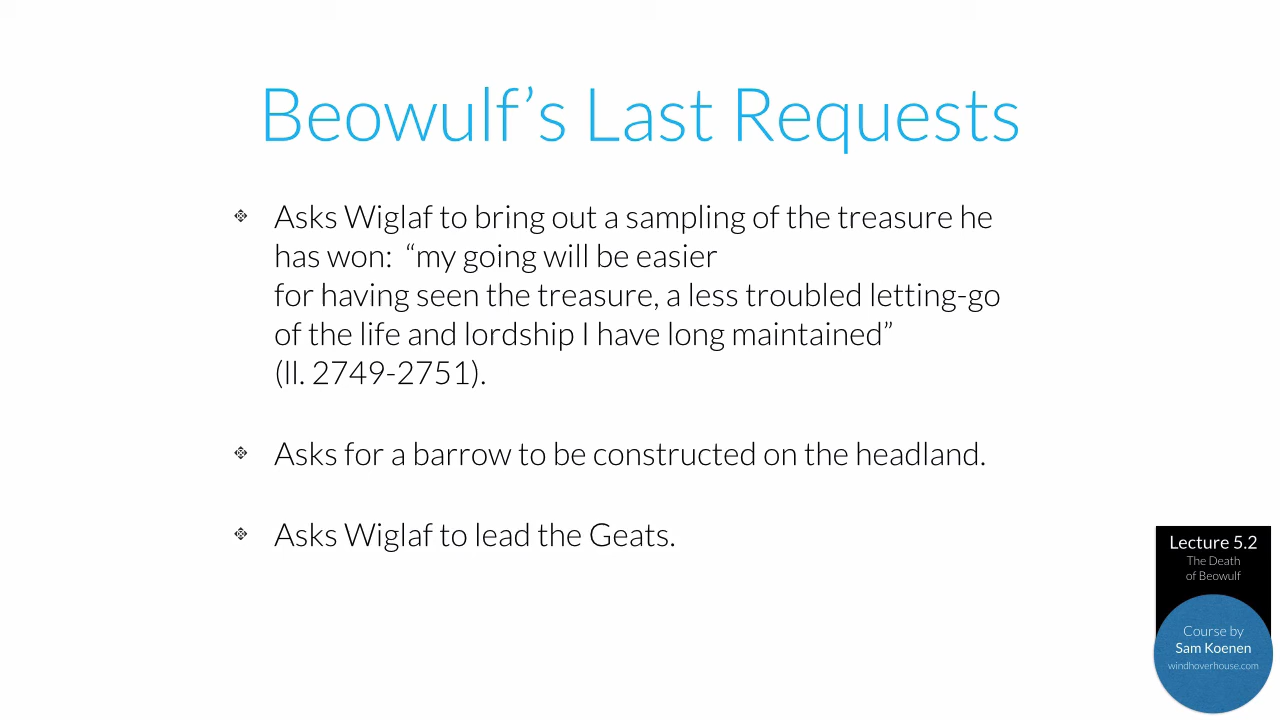 Beowulf’s Last Requests
Asks Wiglaf to bring out a sampling of the treasure he
has won:  “my going will be easier
for having seen the treasure, a less troubled letting-go
of the life and lordship I have long maintained”
(ll. 2749-2751).
Asks for a barrow to be constructed on the headland.
Asks Wiglaf to lead the Geats.
Lecture 5.2
The Death
of Beowulf
Course by
Sam Koenen
windhoverhouse.com